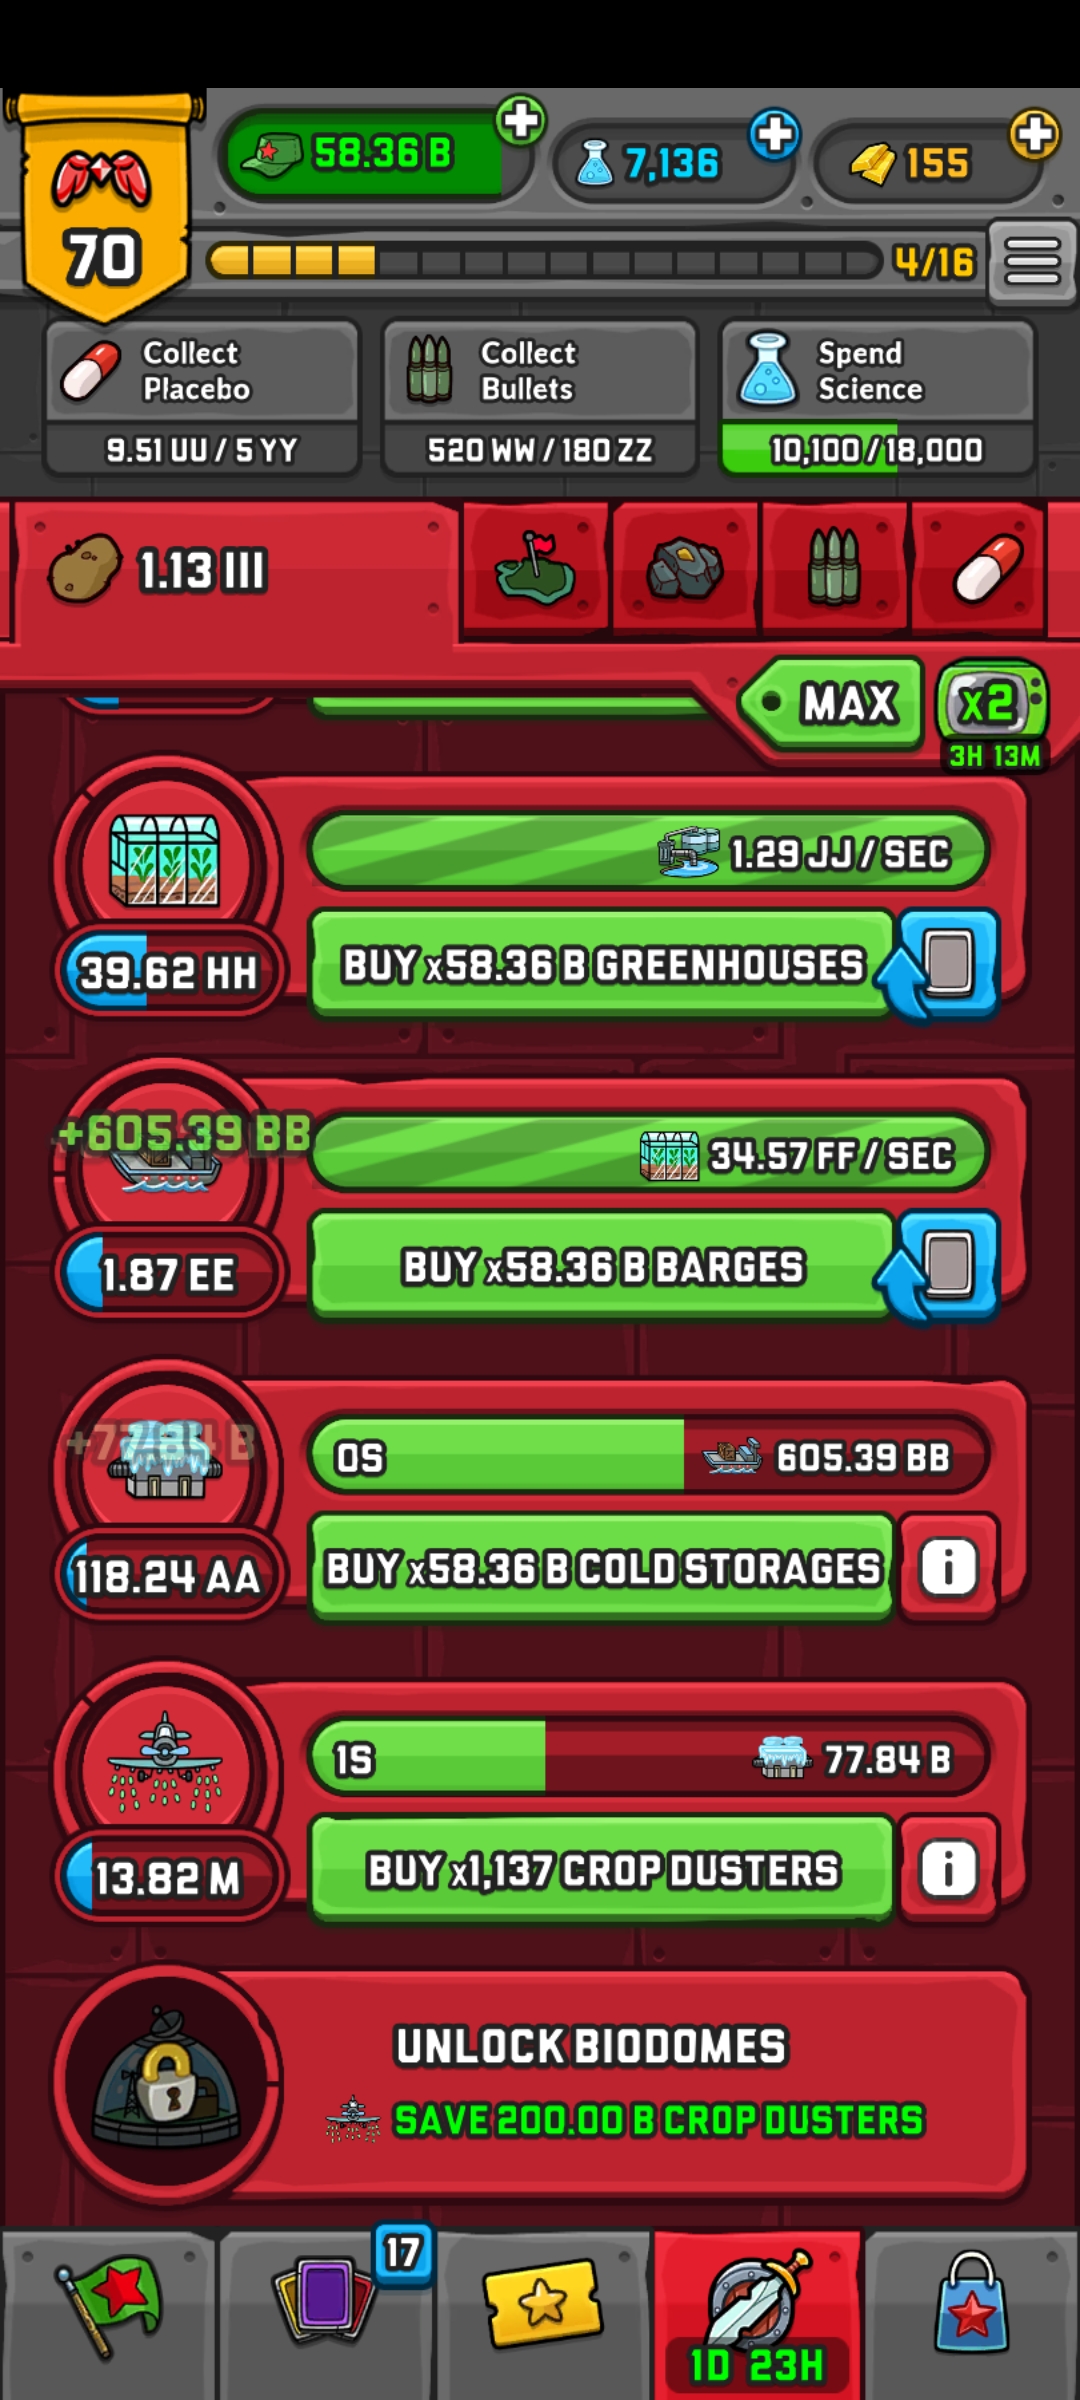 58.36 B
7,136
155
70
4/16
Collect
Placebo
9.51 UU / 5 YY
Collect
Bullets
520 WW / 180 ZZ
Spend
Science
10,100 / 18,000
1.13 III
MAX
x2
3H 13M
1.29 JJ / SEC
39.62 HH
BUY x58.36 B GREENHOUSES
+605.39 BB
34.57 FF / SEC
1.87 EE
BUY x58.36 B BARGES
+77.84 B
0S
605.39 BB
118.24 AA
BUY x58.36 B COLD STORAGES
i
1S
77.84 B
13.82 M
BUY x1,137 CROP DUSTERS
i
UNLOCK BIODOMES
SAVE 200.00 B CROP DUSTERS
17
1D 23H